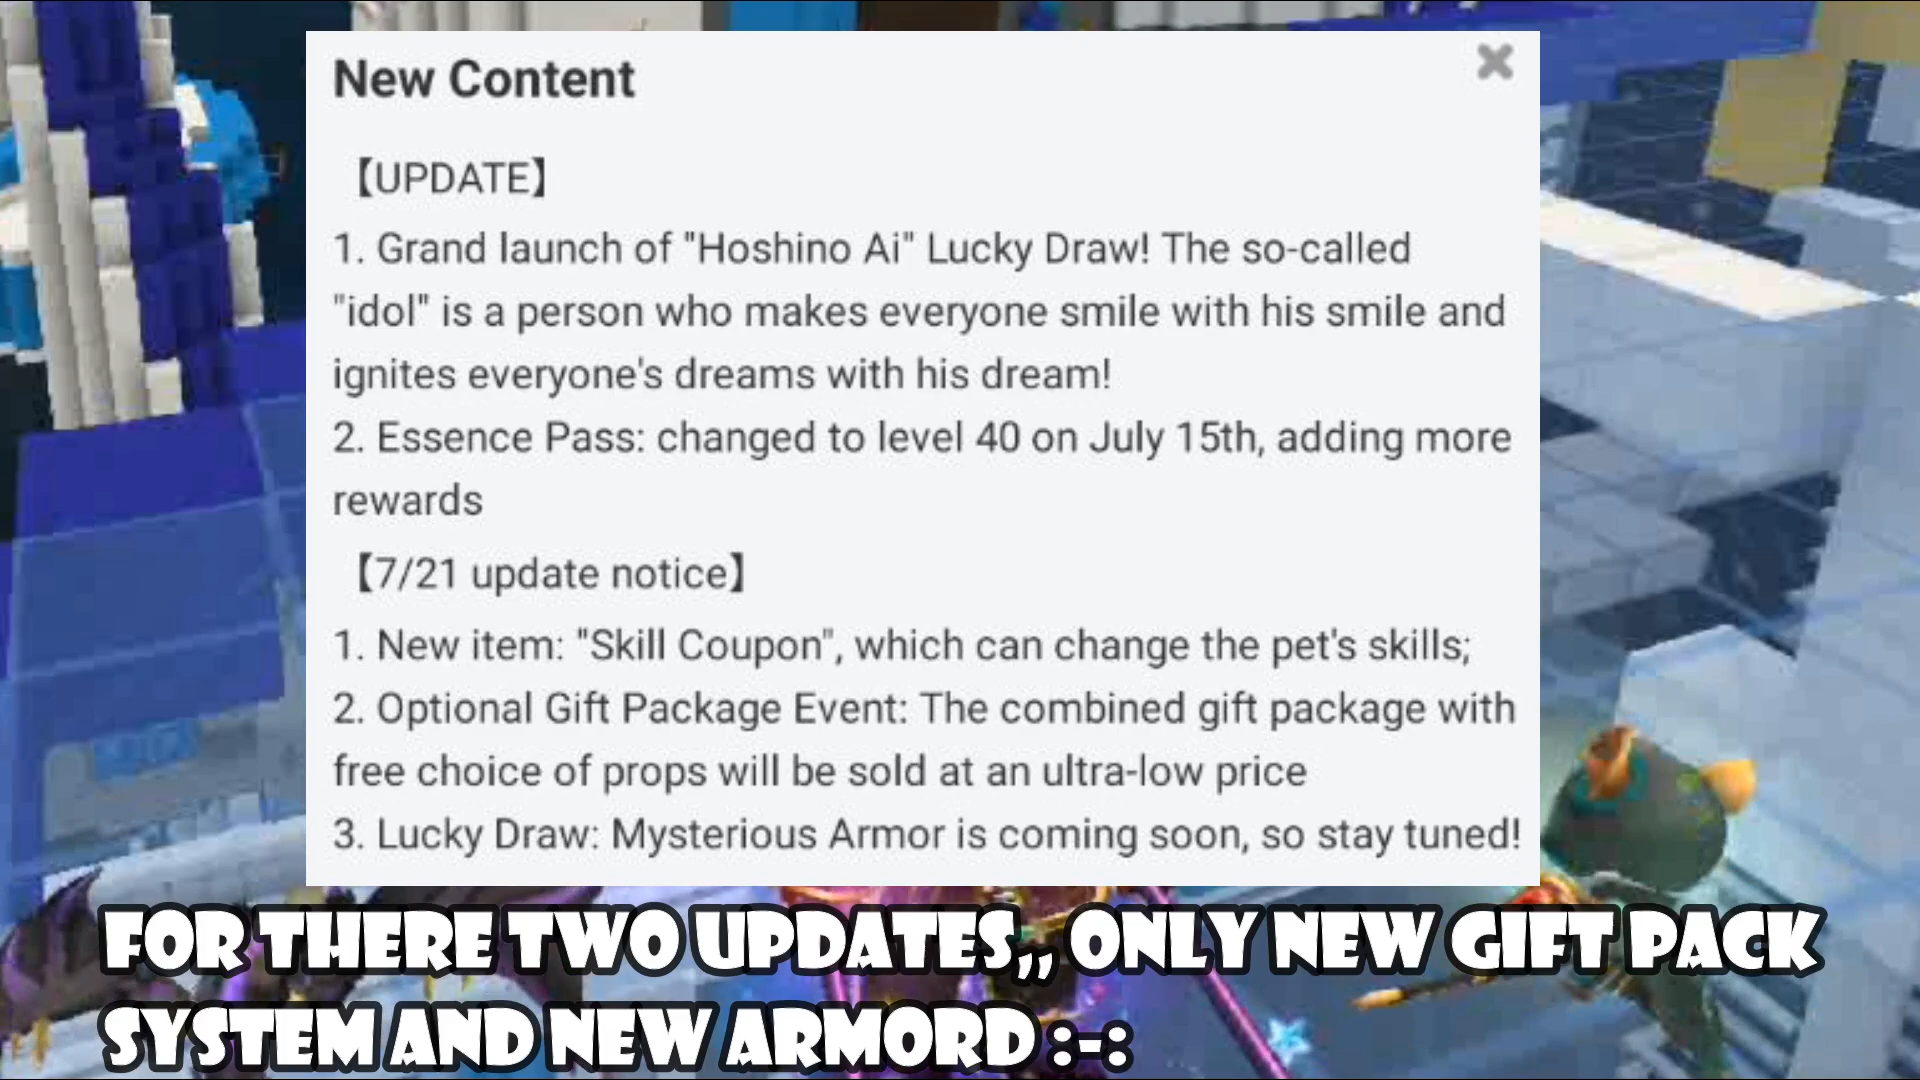 New Content
【UPDATE】
1. Grand launch of "Hoshino Ai" Lucky Draw! The so-called
"idol" is a person who makes everyone smile with his smile and
ignites everyone's dreams with his dream!
2. Essence Pass: changed to level 40 on July 15th, adding more
rewards
【7/21 update notice】
1. New item: "Skill Coupon", which can change the pet's skills;
2. Optional Gift Package Event: The combined gift package with
free choice of props will be sold at an ultra-low price
3. Lucky Draw: Mysterious Armor is coming soon, so stay tuned!
FOR THERE TWO UPDATES,, ONLY NEW GIFT PACK
SYSTEM AND NEW ARMORD :-: